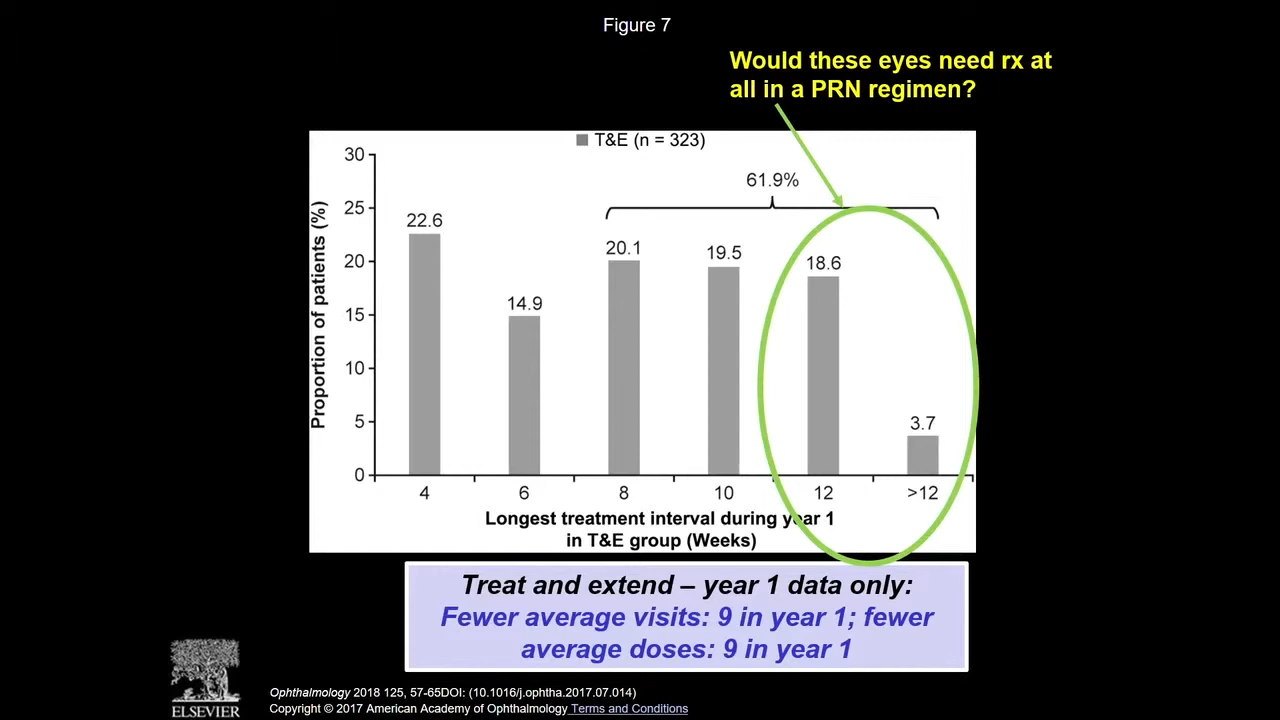 Figure 7
Would these eyes need rx at
all in a PRN regimen?
T&E (n = 323)
61.9%
30
25
20
15
10
5
0
Proportion of patients (%)
22.6
14.9
20.1
19.5
18.6
3.7
4
6
8
10
12
>12
Longest treatment interval during year 1
in T&E group (Weeks)
Treat and extend – year 1 data only:
Fewer average visits: 9 in year 1; fewer
average doses: 9 in year 1
ELSEVIER
Ophthalmology 2018 125, 57-65DOI: (10.1016/j.ophtha.2017.07.014)
Copyright © 2017 American Academy of Ophthalmology Terms and Conditions